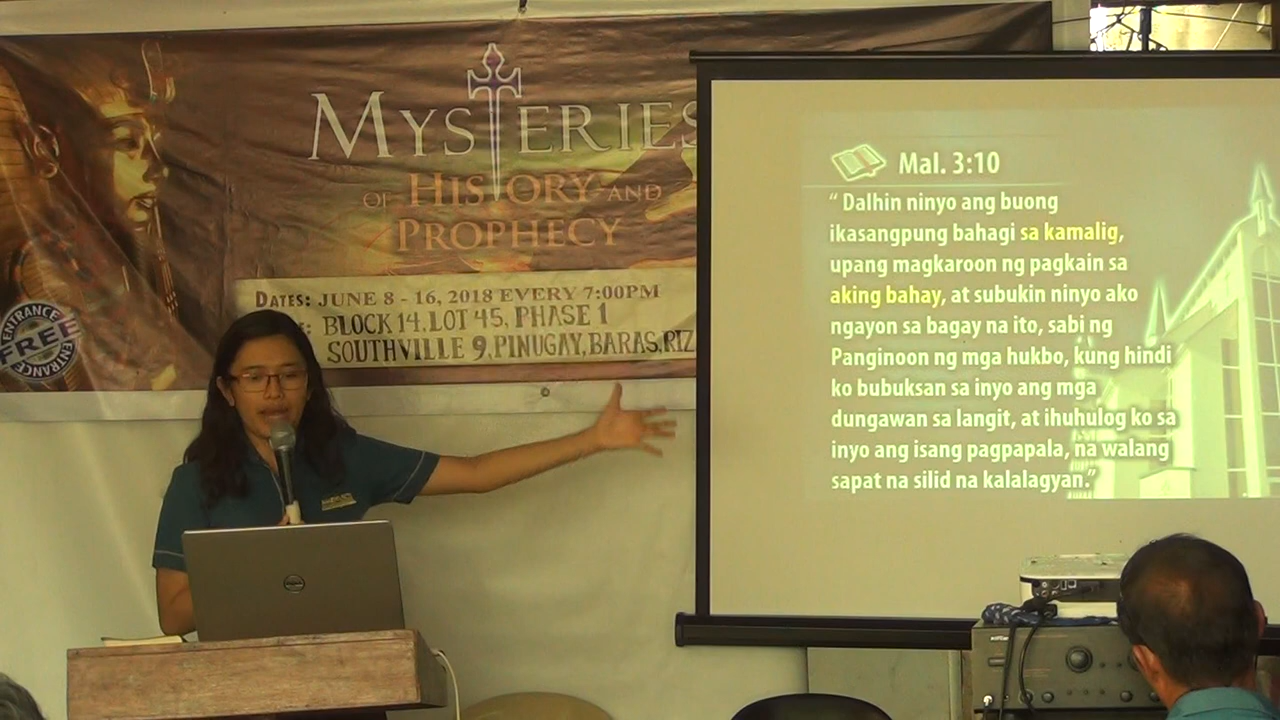 MYSTERIES
OF HISTORY AND
PROPHECY
DATES: JUNE 8 - 16, 2018 EVERY 7:00PM
BLOCK 14, LOT 45, PHASE 1
SOUTHVILLE 9, PINUGAY, BARAS, RIZ
ENTRANCE
FREE
ENTRANCE
Mal. 3:10
“ Dalhin ninyo ang buong
ikasangpung bahagi sa kamalig,
upang magkaroon ng pagkain sa
aking bahay, at subukin ninyo ako
ngayon sa bagay na ito, sabi ng
Panginoon ng mga hukbo, kung hindi
ko bubuksan sa inyo ang mga
dungawan sa langit, at ihuhulog ko sa
inyo ang isang pagpapala, na walang
sapat na silid na kalalagyan.”
DELL